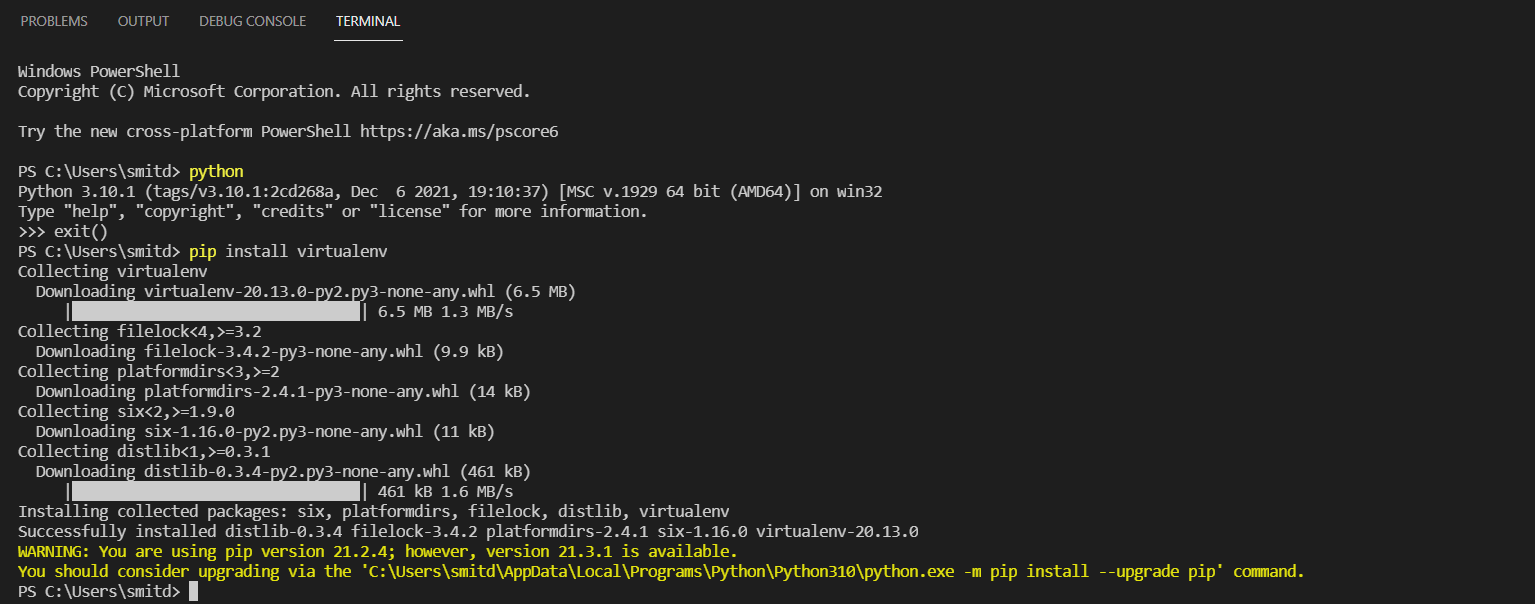 PROBLEMS OUTPUT DEBUG CONSOLE TERMINAL
Windows PowerShell
Copyright (C) Microsoft Corporation. All rights reserved.
Try the new cross-platform PowerShell https://aka.ms/pscore6
PS C:\Users\smitd> python
Python 3.10.1 (tags/v3.10.1:2cd268a, Dec  6 2021, 19:10:37) [MSC v.1929 64 bit (AMD64)] on win32
Type "help", "copyright", "credits" or "license" for more information.
>>> exit()
PS C:\Users\smitd> pip install virtualenv
Collecting virtualenv
  Downloading virtualenv-20.13.0-py2.py3-none-any.whl (6.5 MB)
     |████████████████████████████████| 6.5 MB 1.3 MB/s
Collecting filelock<4,>=3.2
  Downloading filelock-3.4.2-py3-none-any.whl (9.9 kB)
Collecting platformdirs<3,>=2
  Downloading platformdirs-2.4.1-py3-none-any.whl (14 kB)
Collecting six<2,>=1.9.0
  Downloading six-1.16.0-py2.py3-none-any.whl (11 kB)
Collecting distlib<1,>=0.3.1
  Downloading distlib-0.3.4-py2.py3-none-any.whl (461 kB)
     |████████████████████████████████| 461 kB 1.6 MB/s
Installing collected packages: six, platformdirs, filelock, distlib, virtualenv
Successfully installed distlib-0.3.4 filelock-3.4.2 platformdirs-2.4.1 six-1.16.0 virtualenv-20.13.0
WARNING: You are using pip version 21.2.4; however, version 21.3.1 is available.
You should consider upgrading via the 'C:\Users\smitd\AppData\Local\Programs\Python\Python310\python.exe -m pip install --upgrade pip' command.
PS C:\Users\smitd>